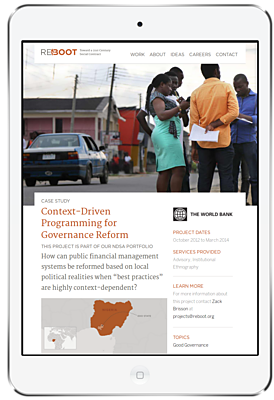 REBOOT
WORK ABOUT IDEAS CAREERS CONTACT
CASE STUDY
Context-Driven
Programming for
Governance Reform
THIS PROJECT IS PART OF OUR NDSA PORTFOLIO
How can public financial management
systems be reformed based on local
political realities when "best practices"
are highly context-dependent?
THE WORLD BANK
PROJECT DATES
October 2012 to March 2014
SERVICES PROVIDED
Advisory, Institutional
Ethnography
LEARN MORE
For more information about
this project contact Zack
Brisson at
projects@reboot.org
TOPICS
Good Governance